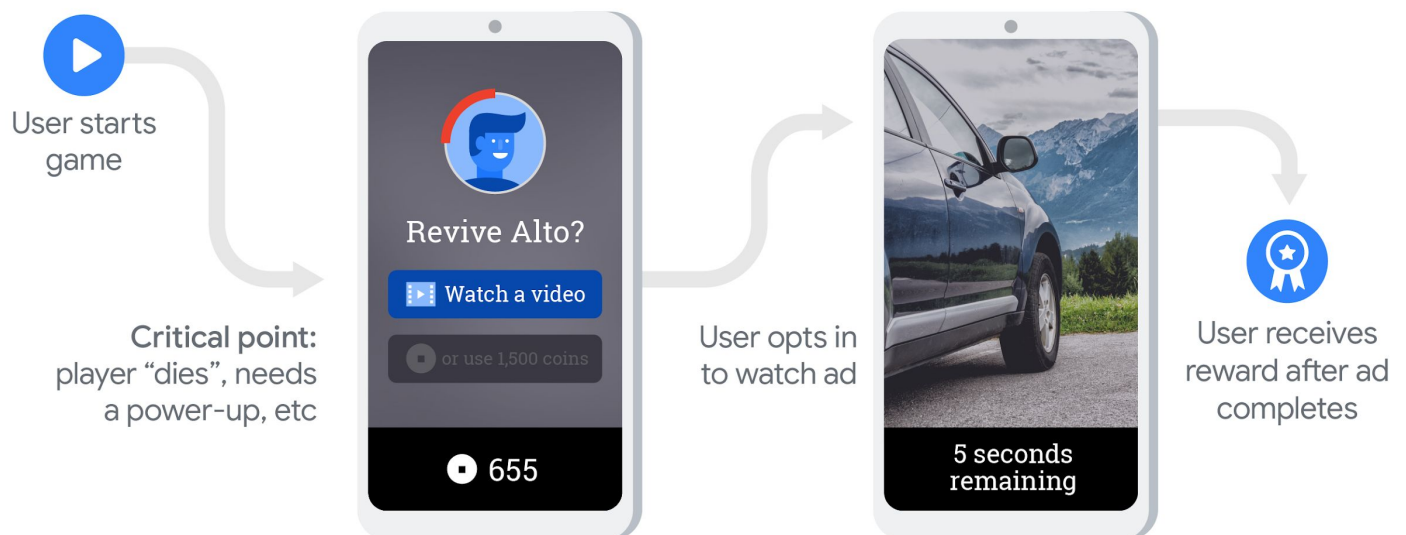 User starts
game
Critical point:
player “dies”, needs
a power-up, etc
Revive Alto?
Watch a video
or use 1,500 coins
655
User opts in
to watch ad
5 seconds
remaining
User receives
reward after ad
completes